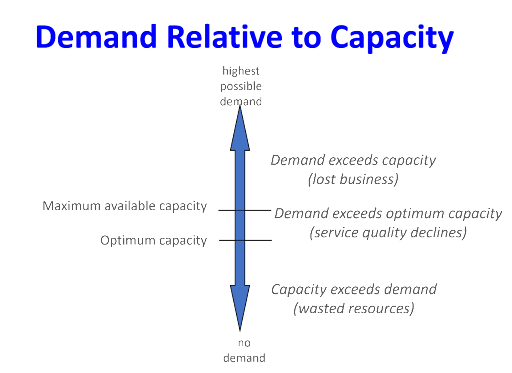 Demand Relative to Capacity
highest
possible
demand
Demand exceeds capacity
(lost business)
Maximum available capacity
Demand exceeds optimum capacity
(service quality declines)
Optimum capacity
Capacity exceeds demand
(wasted resources)
no
demand